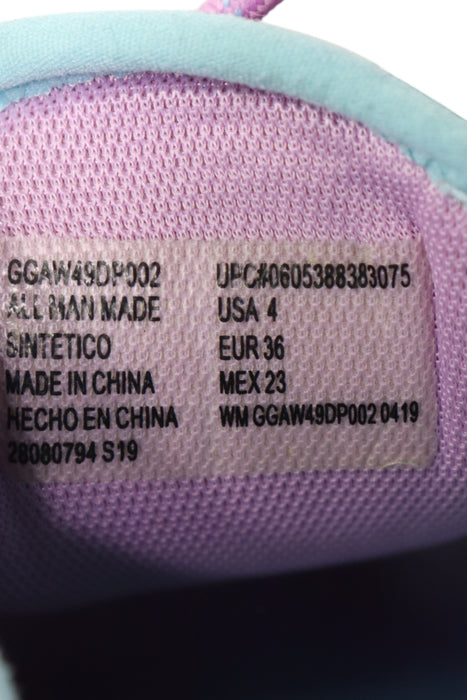 GGAW49DP002
ALL MAN MADE
SINTETICO
MADE IN CHINA
HECHO EN CHINA
28080794 S19
UPC#0605388383075
USA 4
EUR 36
MEX 23
WM GGAW49DP002 0419